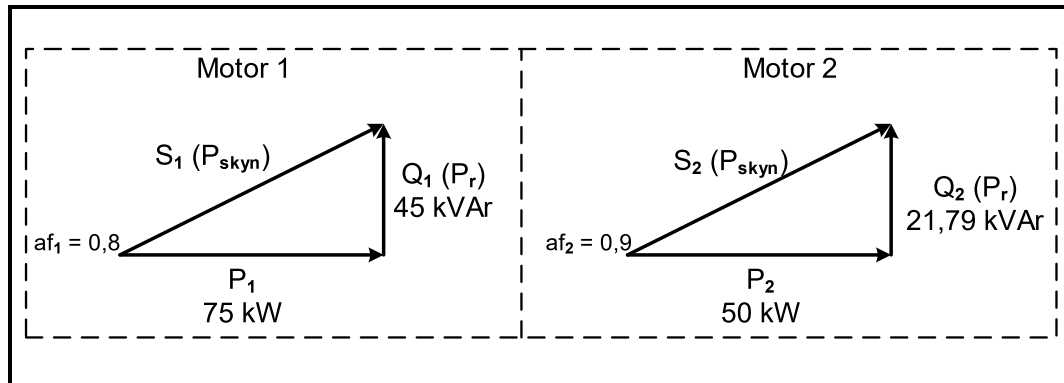 Motor 1
S₁ (Pskyn)
Q₁ (Pr)
45 kVAr
af₁ = 0,8
P₁
75 kW
Motor 2
S₂ (Pskyn)
Q₂ (Pr)
21,79 kVAr
af₂ = 0,9
P₂
50 kW